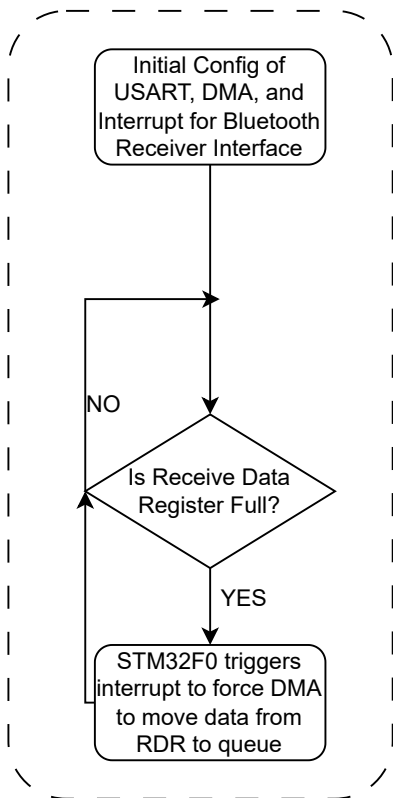 Initial Config of
USART, DMA, and
Interrupt for Bluetooth
Receiver Interface
NO
Is Receive Data
Register Full?
YES
STM32F0 triggers
interrupt to force DMA
to move data from
RDR to queue